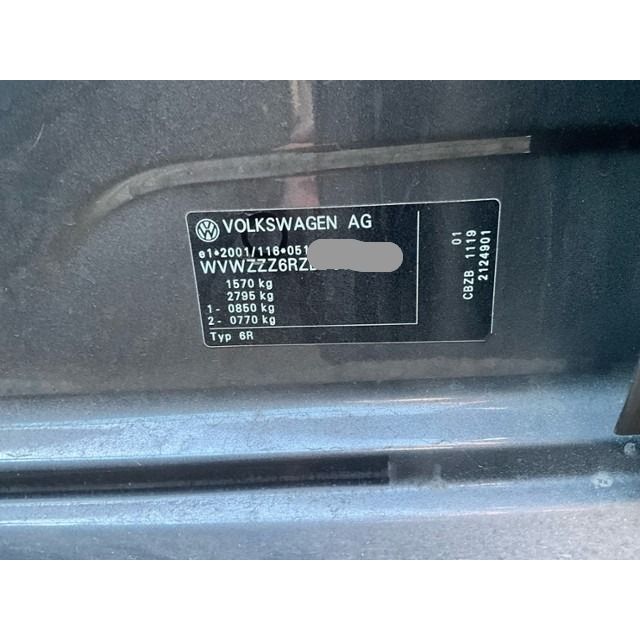 VOLKSWAGEN AG
e1*2001/116*051
WVWZZZ6RZ
1570 kg
2795 kg
1- 0850 kg
2- 0770 kg
Typ 6R
01
CBZB 1119
2124901